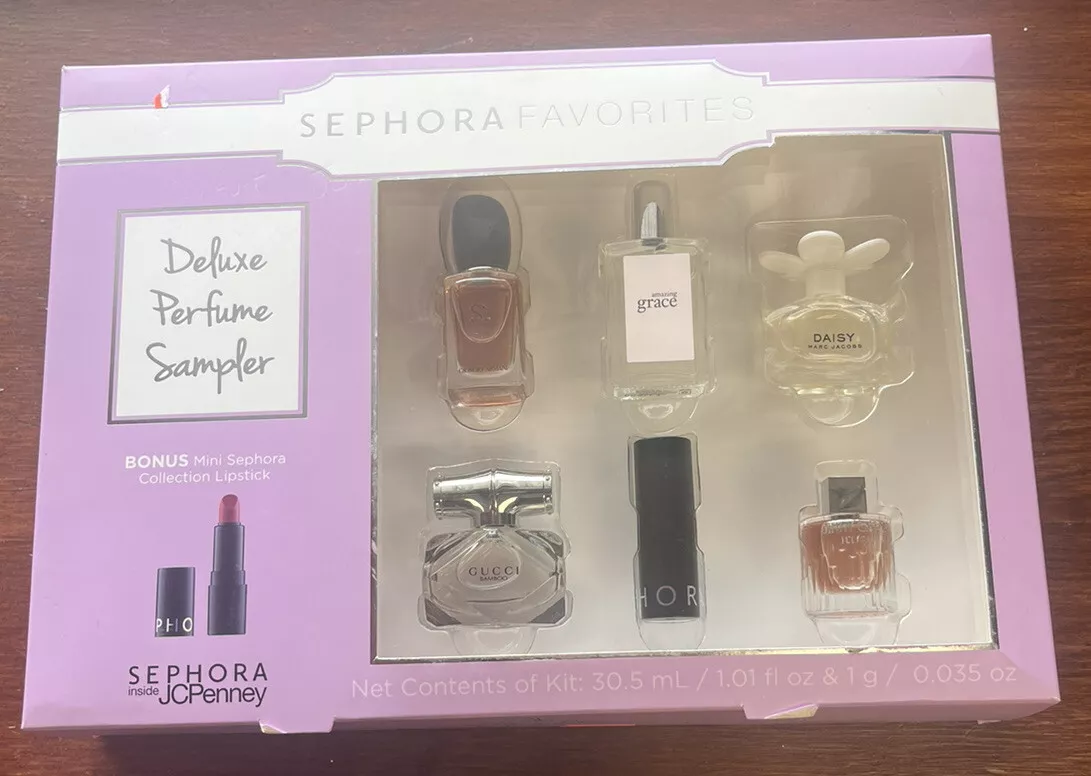 SEPHORA FAVORITES
Deluxe
Perfume
Sampler
BONUS Mini Sephora
Collection Lipstick
PHO
SEPHORA
inside JCPenney
amazing
grace
DAISY
MARC JACOBS
GUCCI
BAMBOO
HOR
Net Contents of Kit: 30.5 mL / 1.01 fl oz & 1 g / 0.035 oz